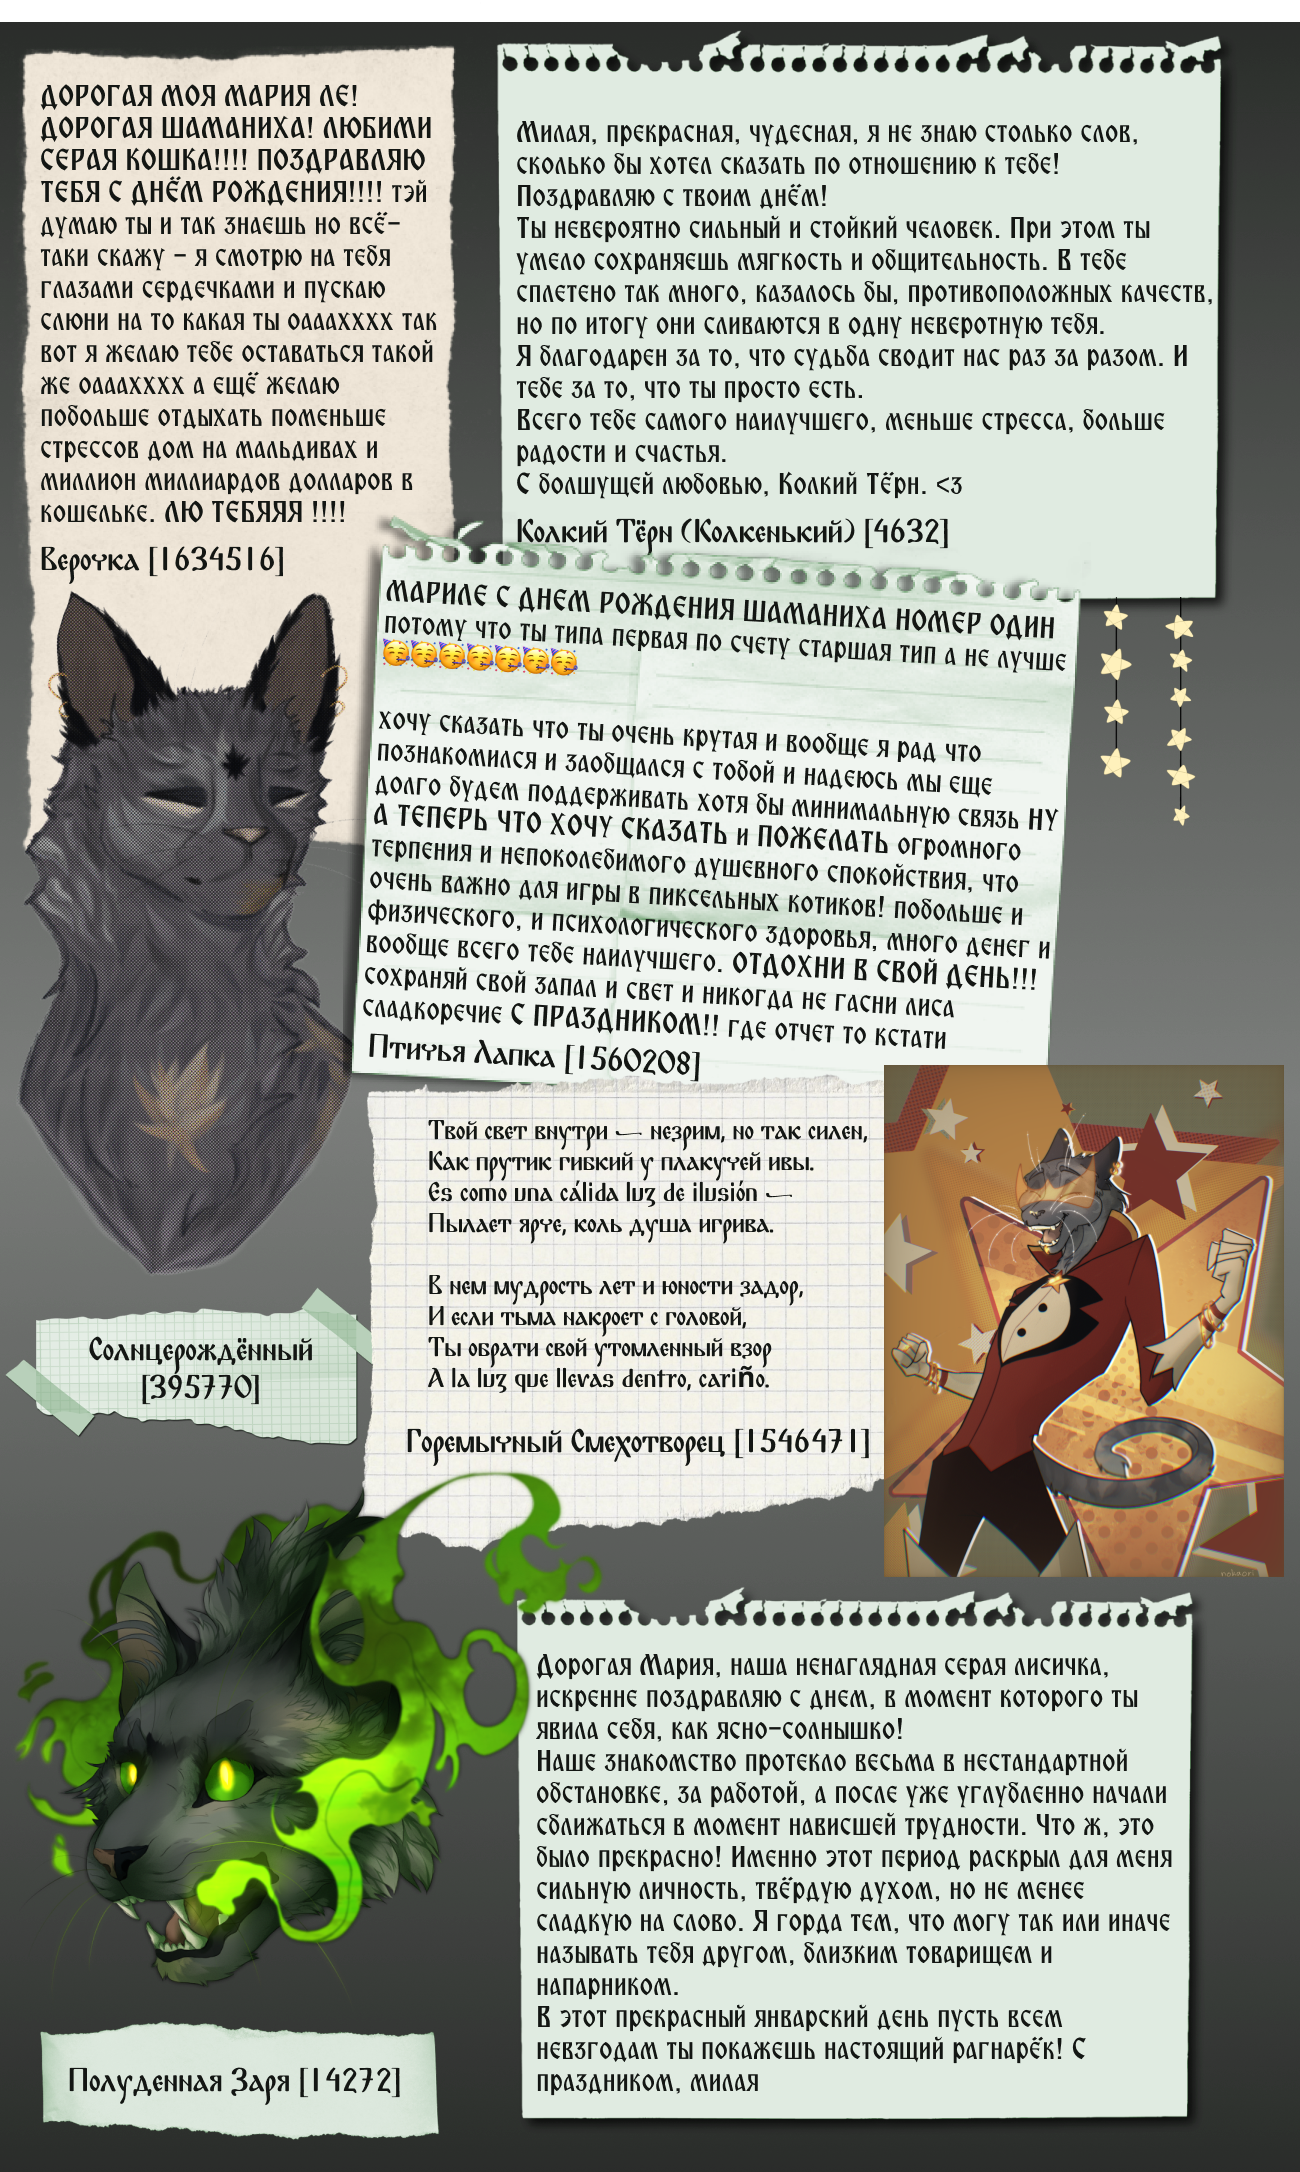 ДОРОГАЯ МОЯ МАРИЯ ЛЕ!
ДОРОГАЯ ШАМАНИХА! ЛЮБИМИ
СЕРАЯ КОШКА!!!! ПОЗДРАВЛЯЮ
ТЕБЯ С ДНЁМ РОЖДЕНИЯ!!!! тэй
думаю ты и так знаешь но всё-
таки скажу - я смотрю на тебя
глазами сердечками и пускаю
слюни на то какая ты оааахххх так
вот я желаю тебе оставаться такой
же оааахххх а ещё желаю
побольше отдыхать поменьше
стрессов дом на мальдивах и
миллион миллиардов долларов в
кошельке. ЛЮ ТЕБЯЯЯ !!!!
Верочка [1634516]
Милая, прекрасная, чудесная, я не знаю столько слов,
сколько бы хотел сказать по отношению к тебе!
Поздравляю с твоим днём!
Ты невероятно сильный и стойкий человек. При этом ты
умело сохраняешь мягкость и общительность. В тебе
сплетено так много, казалось бы, противоположных качеств,
но по итогу они сливаются в одну неверотную тебя.
Я благодарен за то, что судьба сводит нас раз за разом. И
тебе за то, что ты просто есть.
Всего тебе самого наилучшего, меньше стресса, больше
радости и счастья.
С болшущей любовью, Колкий Тёрн. <3
Колкий Тёрн (Колкенький) [4632]
МАРИЛЕ С ДНЕМ РОЖДЕНИЯ ШАМАНИХА НОМЕР ОДИН
потому что ты типа первая по счету старшая тип а не лучше
🥳🥳🥳🥳🥳🥳🥳
хочу сказать что ты очень крутая и вообще я рад что
познакомился и заобщался с тобой и надеюсь мы еще
долго будем поддерживать хотя бы минимальную связь НУ
А ТЕПЕРЬ ЧТО ХОЧУ СКАЗАТЬ и ПОЖЕЛАТЬ огромного
терпения и непоколебимого душевного спокойствия, что
очень важно для игры в пиксельных котиков! побольше и
физического, и психологического здоровья, много денег и
вообще всего тебе наилучшего. ОТДОХНИ В СВОЙ ДЕНЬ!!!
сохраняй свой запал и свет и никогда не гасни лиса
сладкоречие С ПРАЗДНИКОМ!! где отчет то кстати
Птичья Лапка [1560208]
Твой свет внутри — незрим, но так силен,
Как прутик гибкий у плакучей ивы.
Es como una cálida luz de ilusión —
Пылает ярче, коль душа игрива.
В нем мудрость лет и юности задор,
И если тьма накроет с головой,
Ты обрати свой утомленный взор
A la luz que llevas dentro, cariño.
Горемычный Смехотворец [1546471]
Солнцерождённый
[395770]
Дорогая Мария, наша ненаглядная серая лисичка,
искренне поздравляю с днем, в момент которого ты
явила себя, как ясно-солнышко!
Наше знакомство протекло весьма в нестандартной
обстановке, за работой, а после уже углубленно начали
сближаться в момент нависшей трудности. Что ж, это
было прекрасно! Именно этот период раскрыл для меня
сильную личность, твёрдую духом, но не менее
сладкую на слово. Я горда тем, что могу так или иначе
называть тебя другом, близким товарищем и
напарником.
В этот прекрасный январский день пусть всем
невзгодам ты покажешь настоящий рагнарёк! С
праздником, милая
Полуденная Заря [14272]